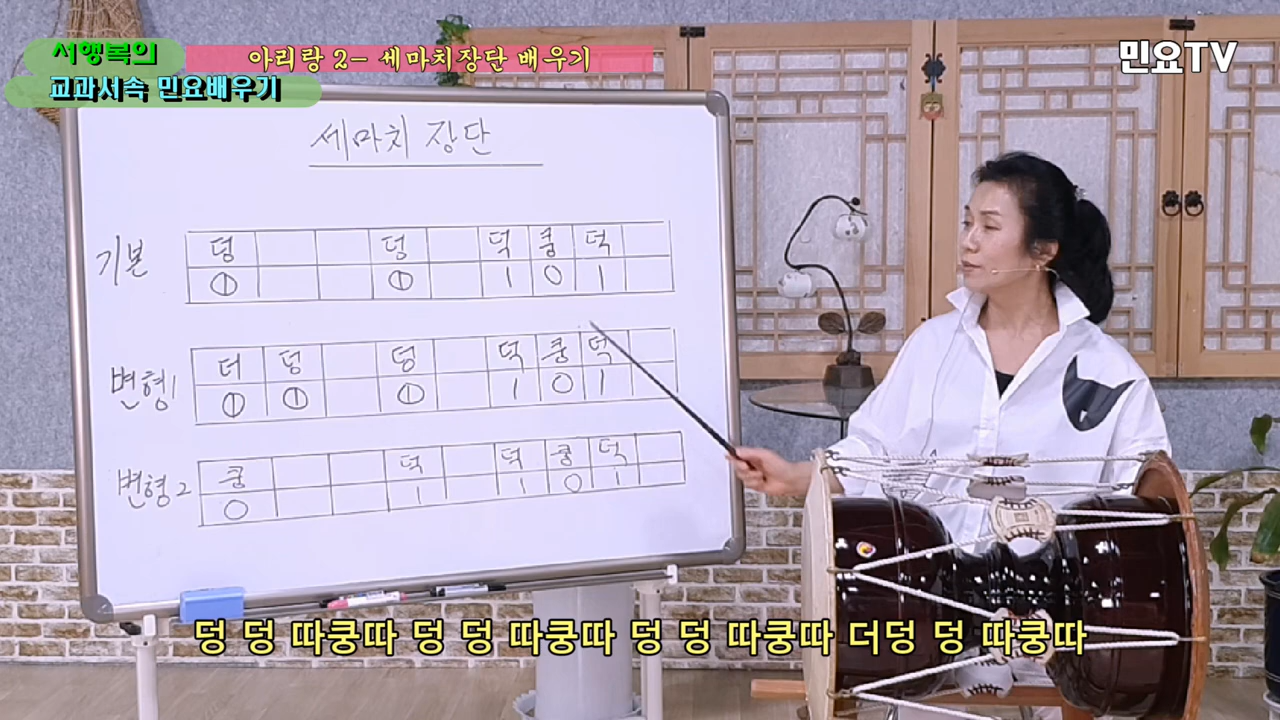 서행복의
교과서속 민요배우기
아리랑 2- 세마치장단 배우기
민요TV
세마치 장단
기본
덩 덩 덕 쿵 덕
변형1
더 덩 덩 덕 쿵 덕
변형2
쿵 덕 덕 쿵 덕
덩 덩 따쿵따 덩 덩 따쿵따 덩 덩 따쿵따 더덩 덩 따쿵따